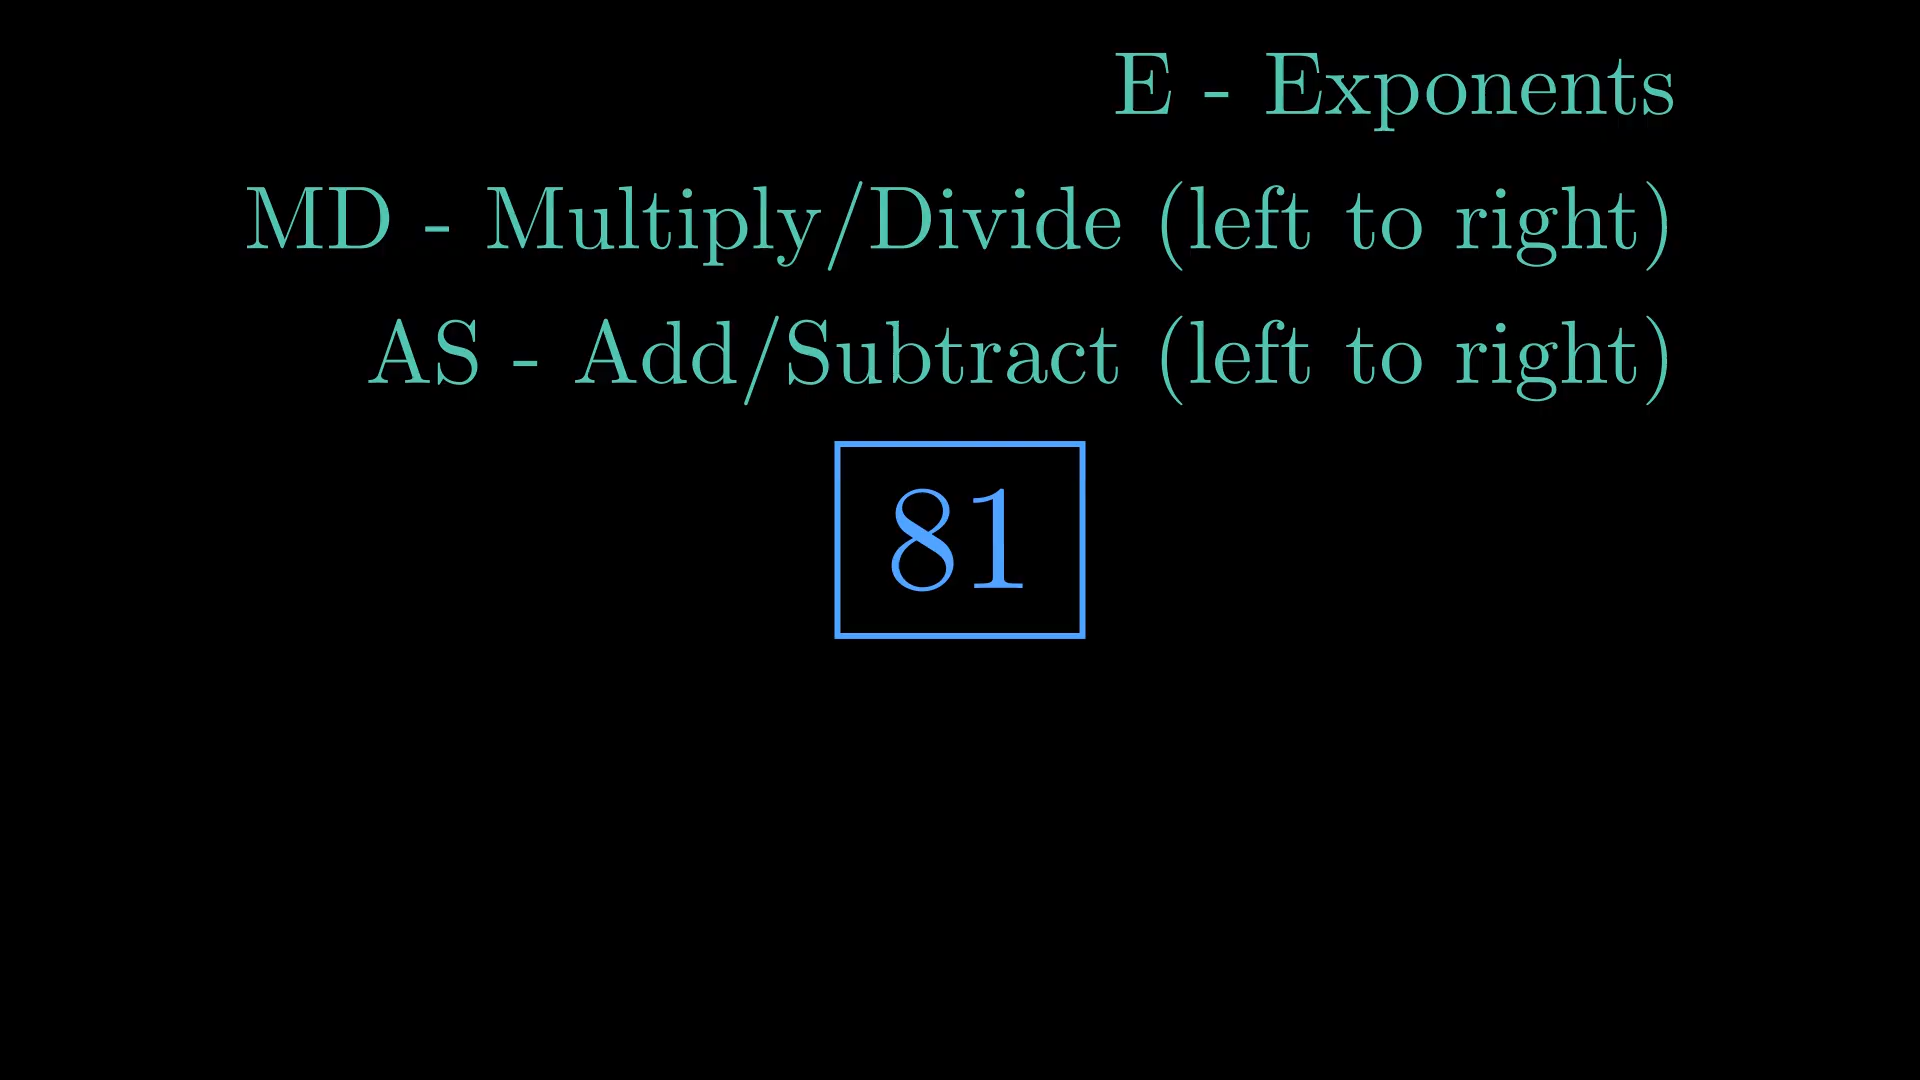 E - Exponents
MD - Multiply/Divide (left to right)
AS - Add/Subtract (left to right)
81